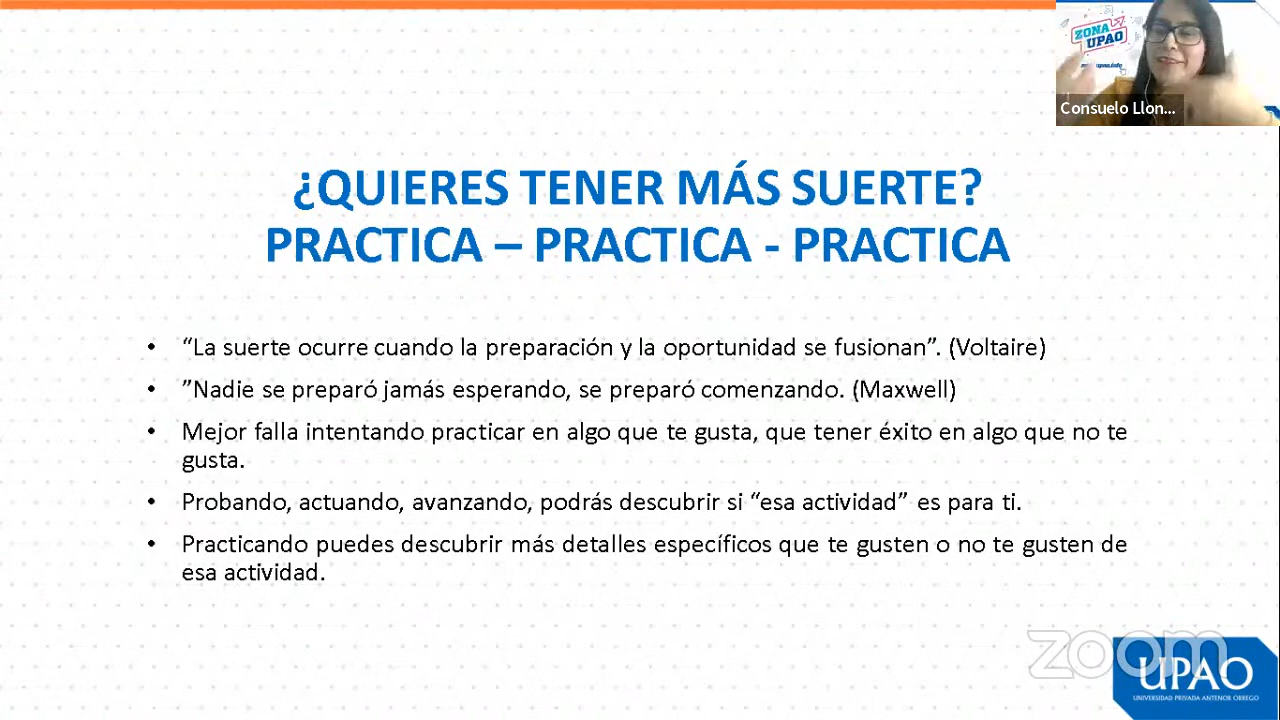 ZONA
UPAO
Consuelo Llon...
¿QUIERES TENER MÁS SUERTE?
PRACTICA – PRACTICA - PRACTICA
• “La suerte ocurre cuando la preparación y la oportunidad se fusionan”. (Voltaire)
• ”Nadie se preparó jamás esperando, se preparó comenzando. (Maxwell)
• Mejor falla intentando practicar en algo que te gusta, que tener éxito en algo que no te
gusta.
• Probando, actuando, avanzando, podrás descubrir si “esa actividad” es para ti.
• Practicando puedes descubrir más detalles específicos que te gusten o no te gusten de
esa actividad.
zoom
UPAO
UNIVERSIDAD PRIVADA ANTENOR ORREGO